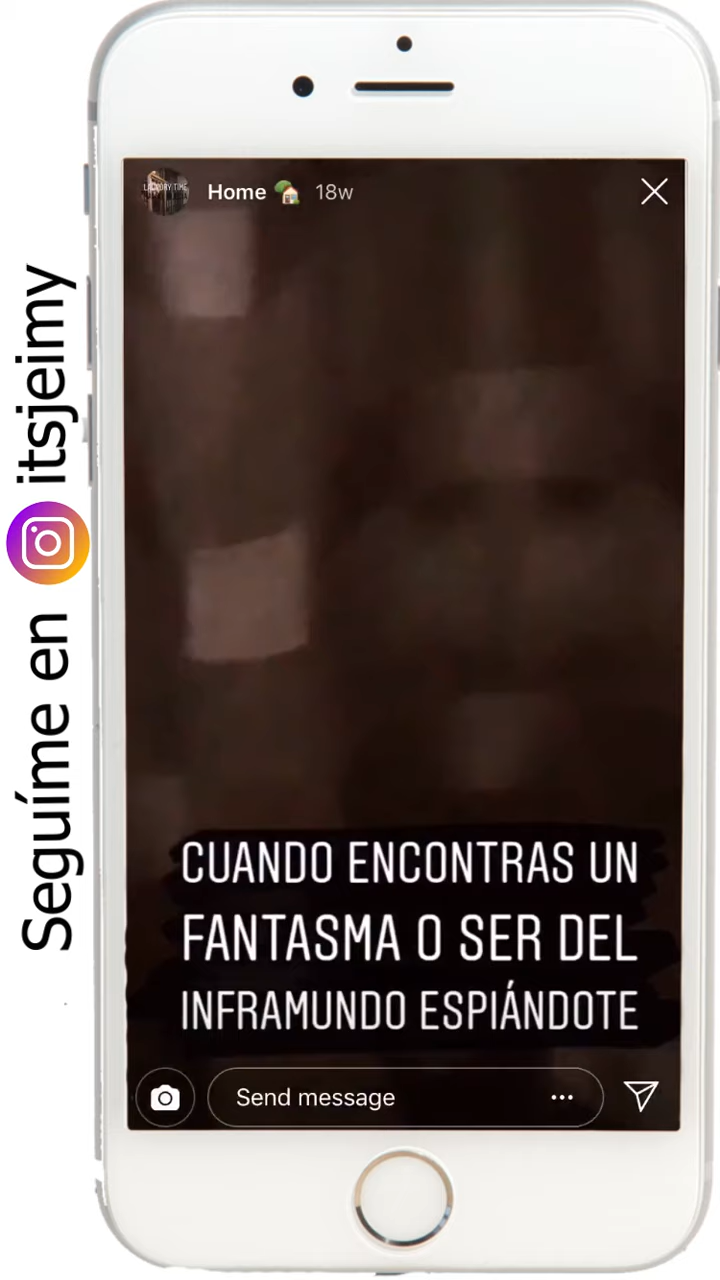 Home 18w
CUANDO ENCONTRAS UN
FANTASMA O SER DEL
INFRAMUNDO ESPIÁNDOTE
Send message
Seguíme en itsjeimy